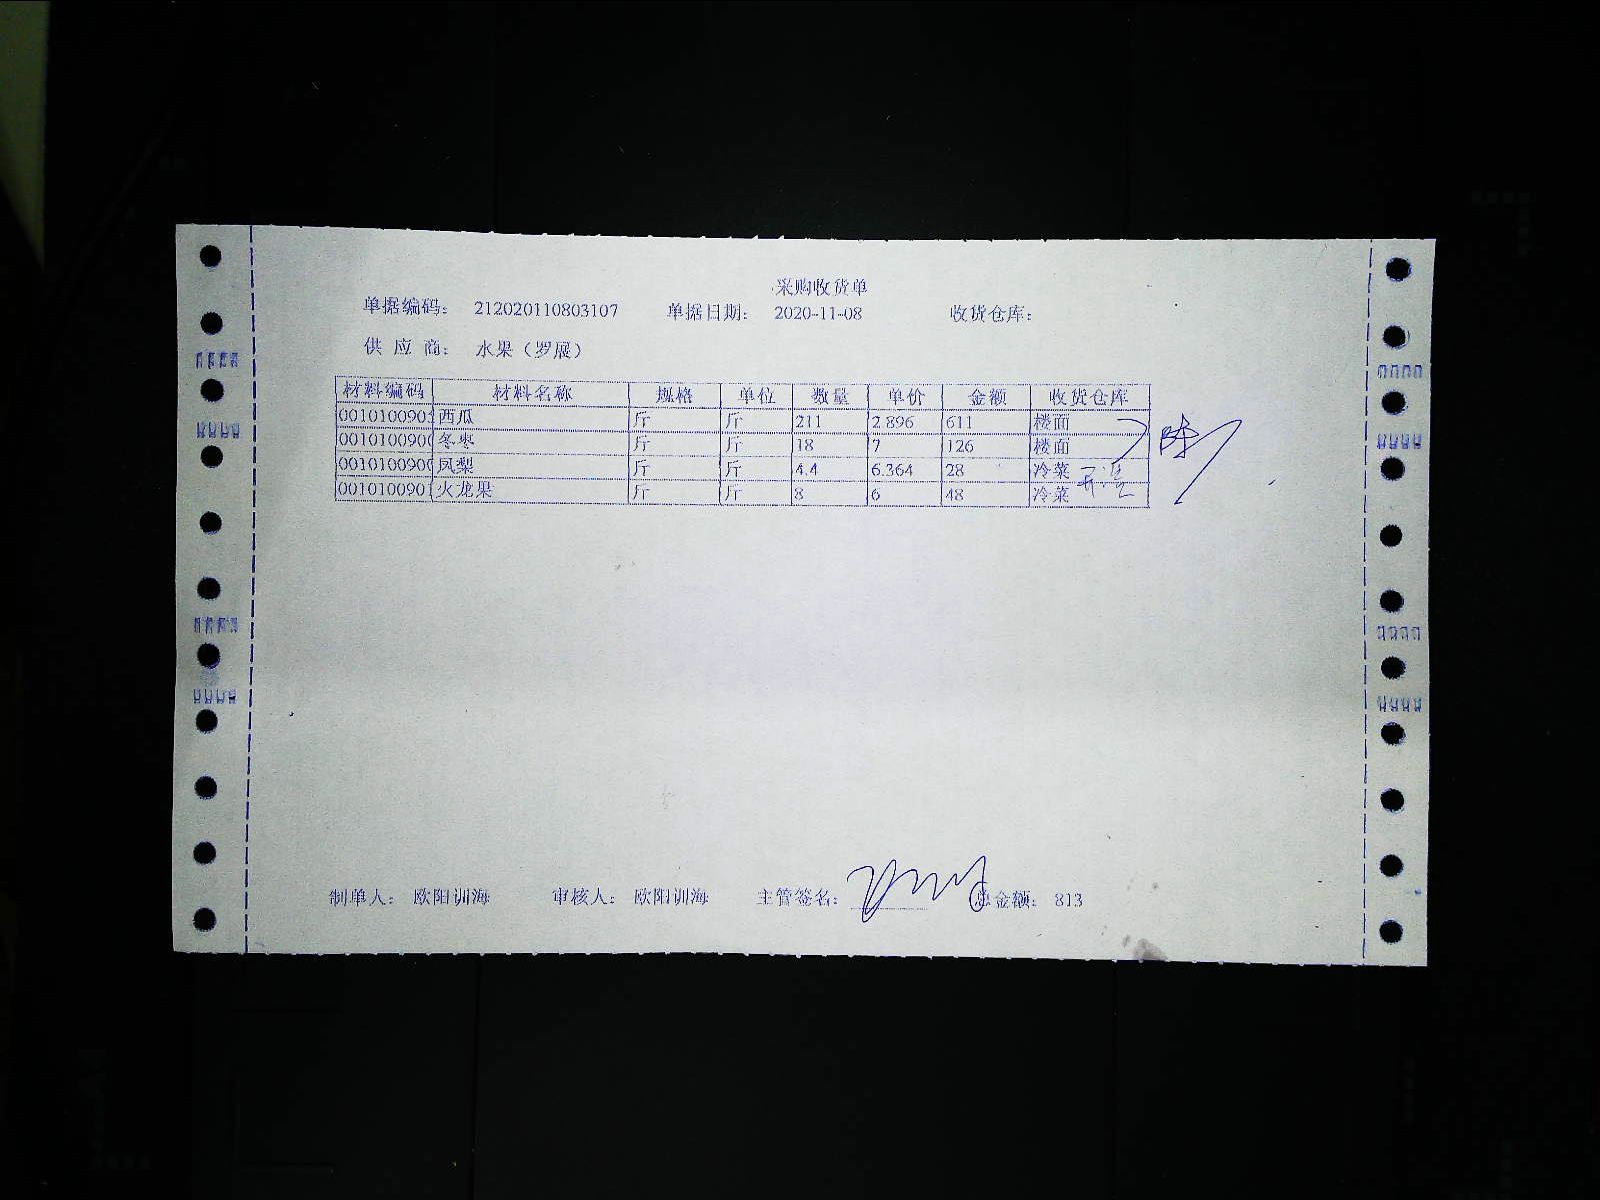 采购收货单
单据编码: 212020110803107 单据日期: 2020-11-08 收货仓库:
供 应 商: 水果（罗展）
材料编码 材料名称 规格 单位 数量 单价 金额 收货仓库
001010090 西瓜 斤 斤 211 2.896 611 楼面
001010090 冬枣 斤 斤 18 7 126 楼面
001010090 凤梨 斤 斤 4.4 6.364 28 冷菜
001010090 火龙果 斤 斤 8 6 48 冷菜
制单人: 欧阳训海 审核人: 欧阳训海 主管签名: 总金额: 813